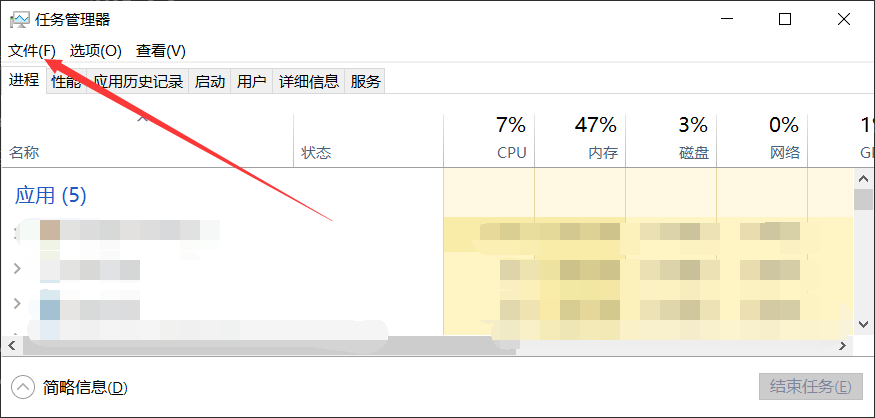 任务管理器
文件(F) 选项(O) 查看(V)
进程 性能 应用历史记录 启动 用户 详细信息 服务
7% 47% 3% 0% 1%
名称 状态 CPU 内存 磁盘 网络
应用 (5)
简略信息(D) 结束任务(E)